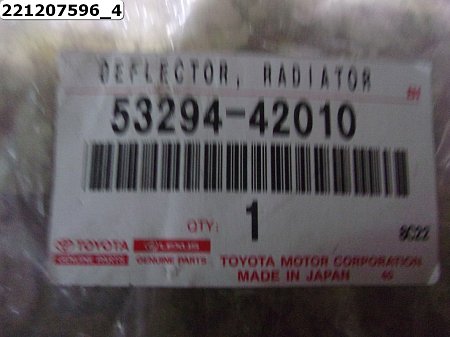 221207596_4
DEFLECTOR, RADIATOR
53294-42010
QTY: 1
8C22
TOYOTA LEXUS
GENUINE PARTS GENUINE PARTS
TOYOTA MOTOR CORPORATION
MADE IN JAPAN